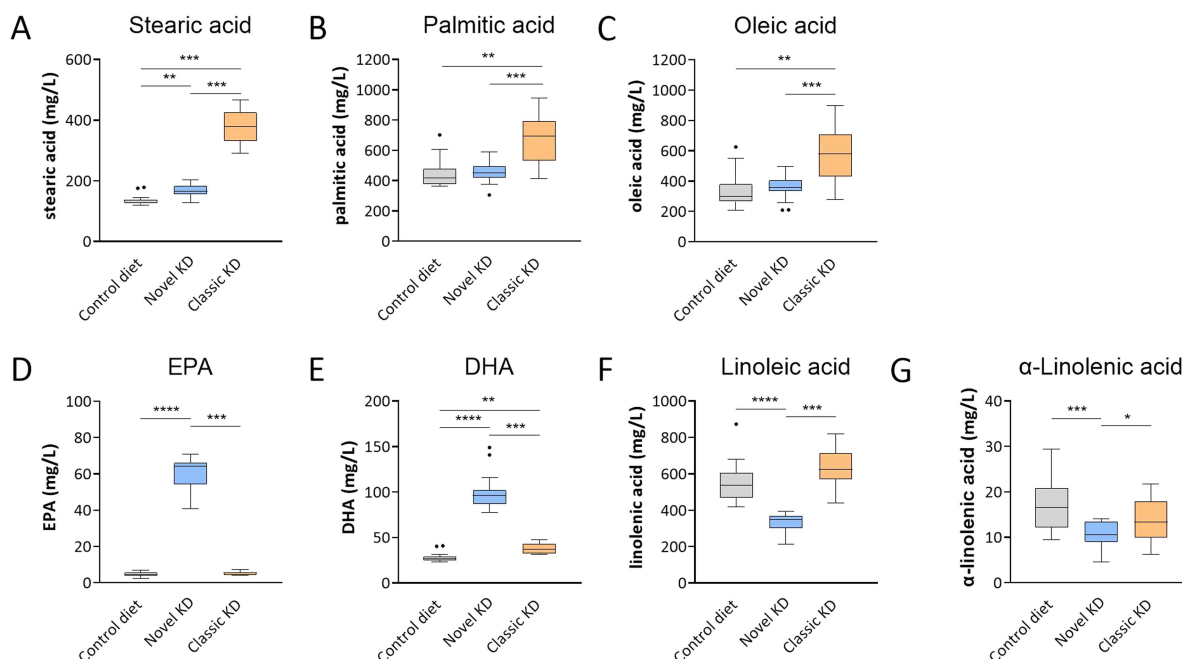 A
Stearic acid
stearic acid (mg/L)
600
400
200
0
***
**
***
Control diet
Novel KD
Classic KD
B
Palmitic acid
palmitic acid (mg/L)
1200
1000
800
600
400
200
0
**
***
Control diet
Novel KD
Classic KD
C
Oleic acid
oleic acid (mg/L)
1200
1000
800
600
400
200
0
**
***
Control diet
Novel KD
Classic KD
D
EPA
EPA (mg/L)
100
80
60
40
20
0
****
***
Control diet
Novel KD
Classic KD
E
DHA
DHA (mg/L)
200
150
100
50
0
**
****
***
Control diet
Novel KD
Classic KD
F
Linoleic acid
linolenic acid (mg/L)
1000
800
600
400
200
0
****
***
Control diet
Novel KD
Classic KD
G
α-Linolenic acid
α-linolenic acid (mg/L)
40
30
20
10
0
***
*
Control diet
Novel KD
Classic KD